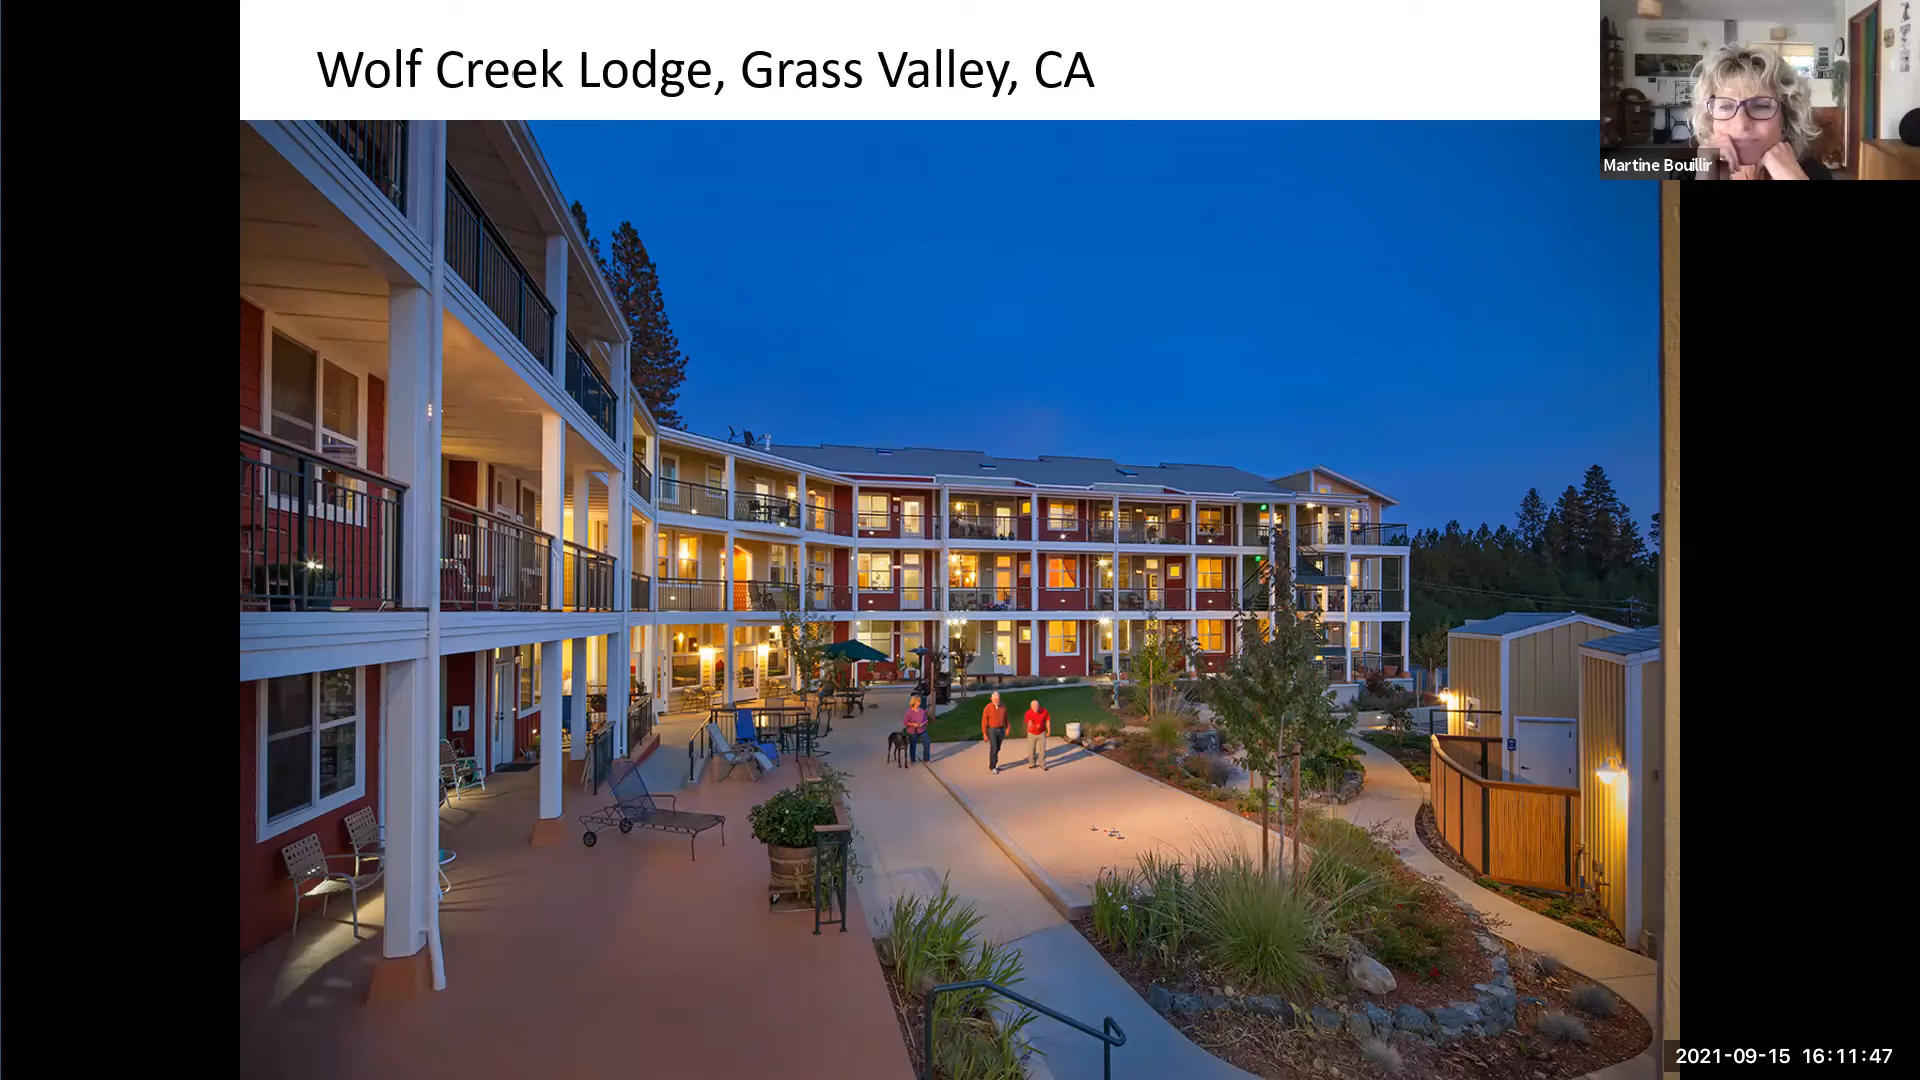 Wolf Creek Lodge, Grass Valley, CA
Martine Bouillir
2021-09-15 16:11:47